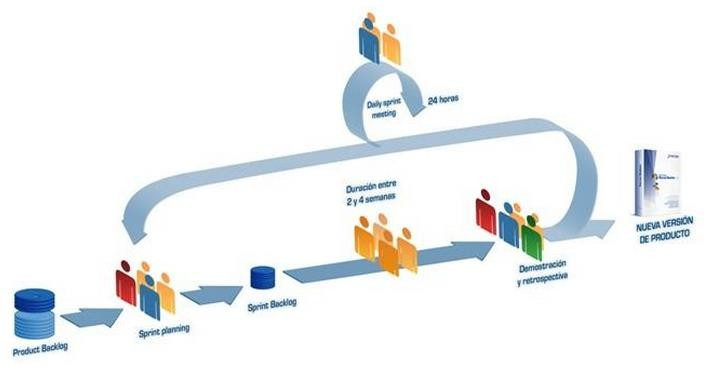 Daily sprint
meeting
24 horas
Duración entre
2 y 4 semanas
NUEVA VERSIÓN
DE PRODUCTO
Demostración
y retrospective
Sprint Backlog
Sprint planning
Product Backlog